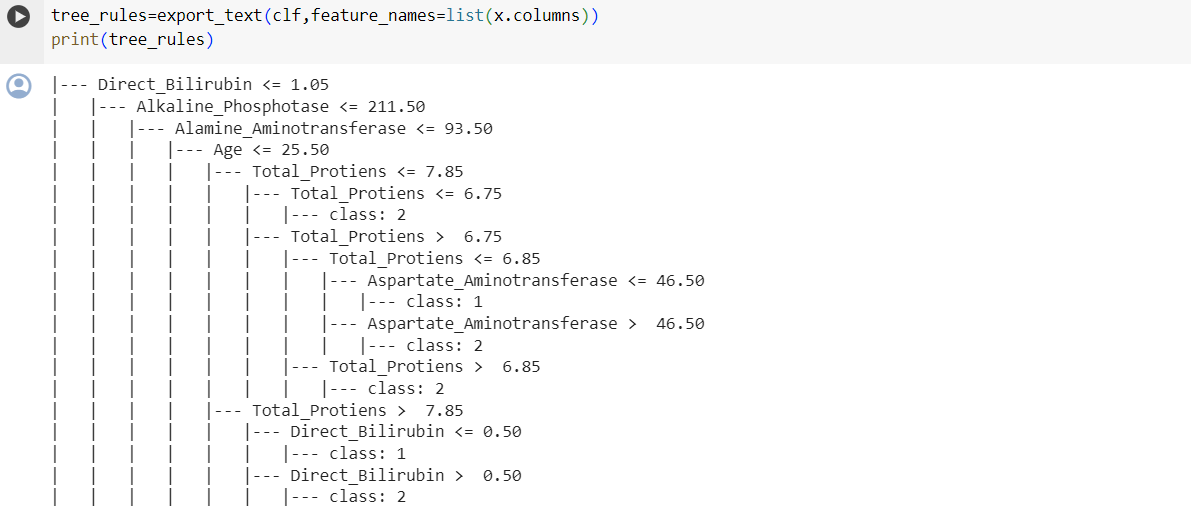 tree_rules=export_text(clf,feature_names=list(x.columns))
print(tree_rules)
|--- Direct_Bilirubin <= 1.05
|   |--- Alkaline_Phosphotase <= 211.50
|   |   |--- Alamine_Aminotransferase <= 93.50
|   |   |   |--- Age <= 25.50
|   |   |   |   |--- Total_Protiens <= 7.85
|   |   |   |   |   |--- Total_Protiens <= 6.75
|   |   |   |   |   |   |--- class: 2
|   |   |   |   |   |--- Total_Protiens >  6.75
|   |   |   |   |   |   |--- Total_Protiens <= 6.85
|   |   |   |   |   |   |   |--- Aspartate_Aminotransferase <= 46.50
|   |   |   |   |   |   |   |   |--- class: 1
|   |   |   |   |   |   |   |--- Aspartate_Aminotransferase >  46.50
|   |   |   |   |   |   |   |   |--- class: 2
|   |   |   |   |   |   |--- Total_Protiens >  6.85
|   |   |   |   |   |   |   |--- class: 2
|   |   |   |   |--- Total_Protiens >  7.85
|   |   |   |   |   |--- Direct_Bilirubin <= 0.50
|   |   |   |   |   |   |--- class: 1
|   |   |   |   |   |--- Direct_Bilirubin >  0.50
|   |   |   |   |   |   |--- class: 2